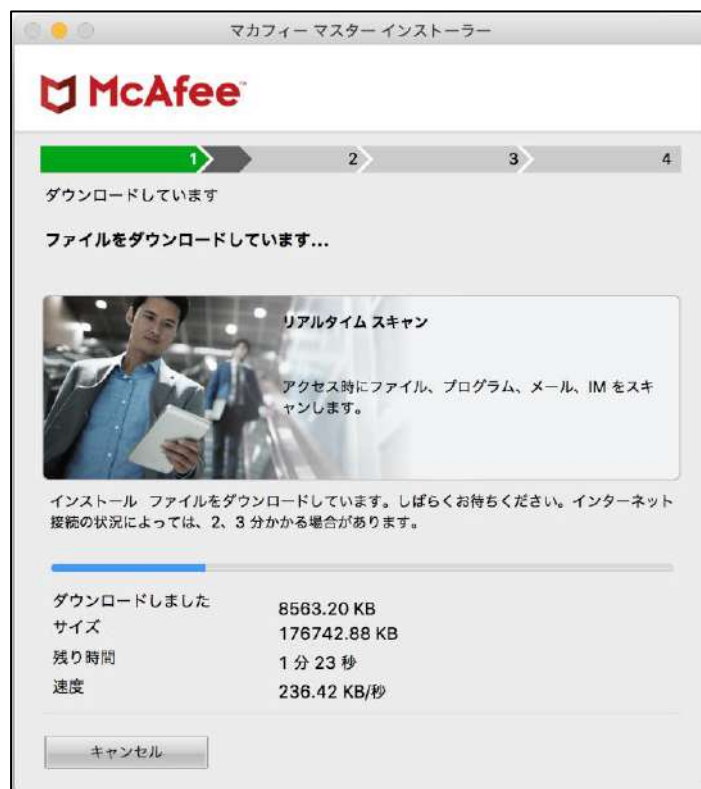 マカフィー マスター インストーラー
McAfee™
1 2 3 4
ダウンロードしています
ファイルをダウンロードしています...
リアルタイム スキャン
アクセス時にファイル、プログラム、メール、IM をスキ
ャンします。
インストール ファイルをダウンロードしています。しばらくお待ちください。インターネット
接続の状況によっては、2、3 分かかる場合があります。
ダウンロードしました 8563.20 KB
サイズ 176742.88 KB
残り時間 1 分 23 秒
速度 236.42 KB/秒
キャンセル